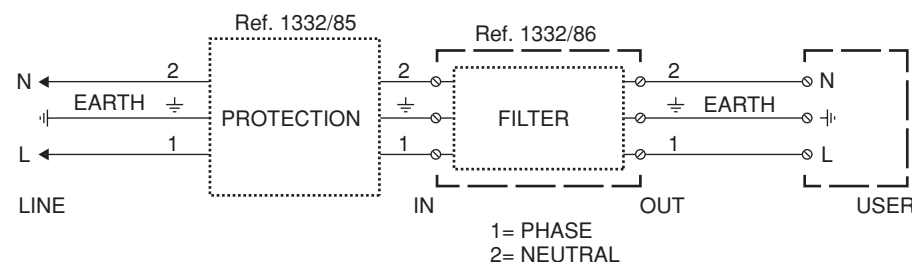 Ref. 1332/85
Ref. 1332/86
N 2 2 2 N
EARTH EARTH
PROTECTION FILTER
L 1 1 1 L
LINE IN OUT USER
1= PHASE
2= NEUTRAL